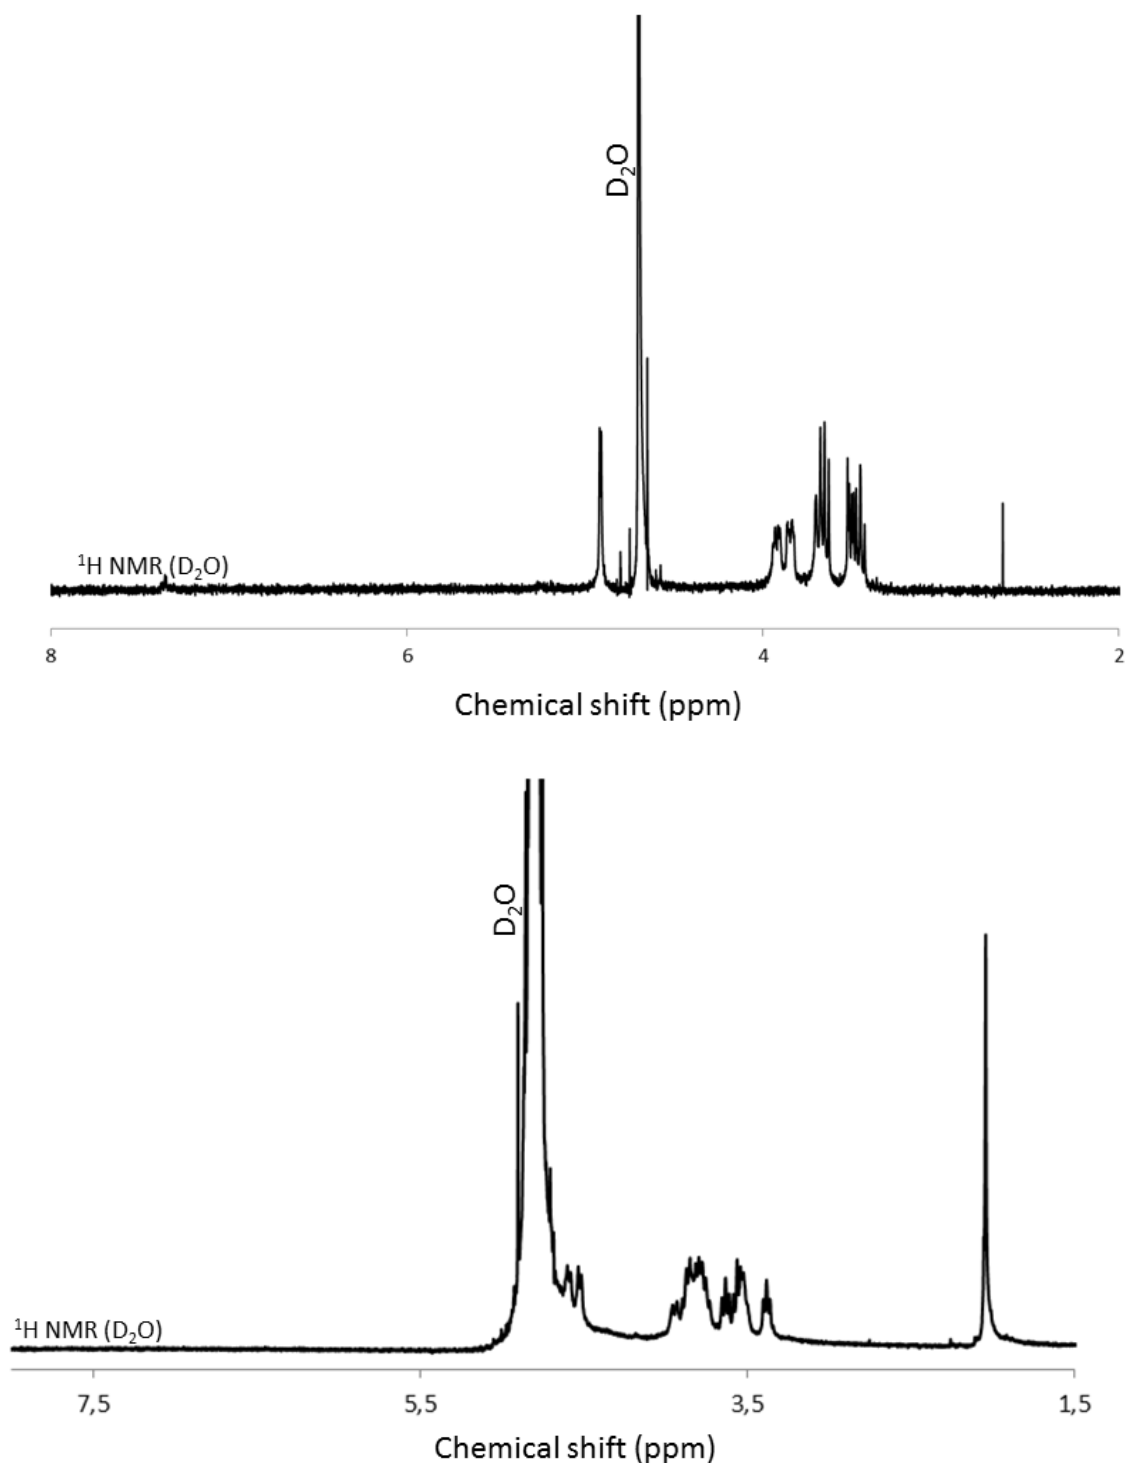 D₂O
¹H NMR (D₂O)
8 6 4 2
Chemical shift (ppm)
D₂O
¹H NMR (D₂O)
7,5 5,5 3,5 1,5
Chemical shift (ppm)